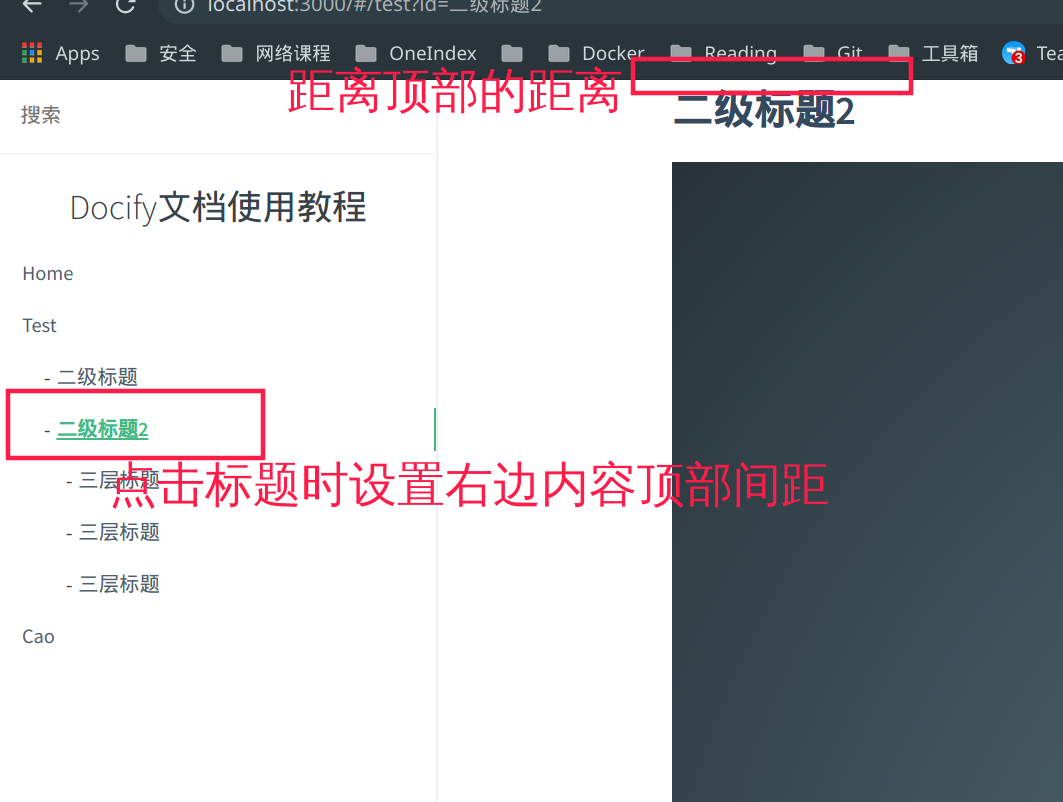 localhost:3000/#/test?id=二级标题2
Apps 安全 网络课程 OneIndex Docker Reading Git 工具箱 3 Tea
距离顶部的距离
搜索
二级标题2
Docify文档使用教程
Home
Test
- 二级标题
- 二级标题2
点击标题时设置右边内容顶部间距
- 三层标题
- 三层标题
- 三层标题
Cao